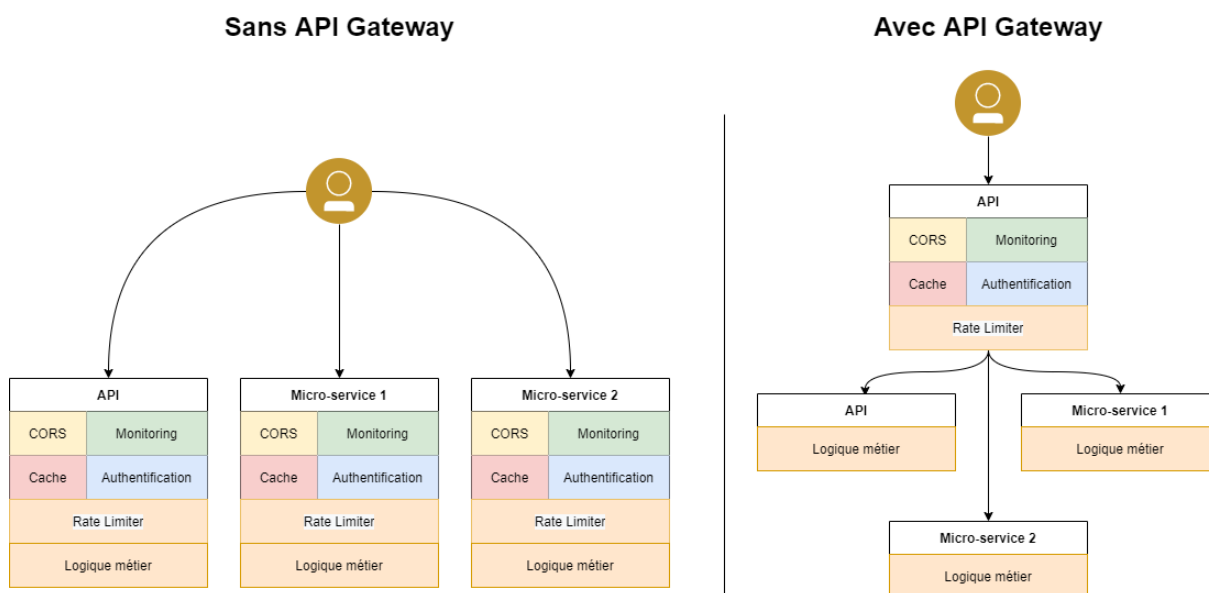 Sans API Gateway
API
Micro-service 1
Micro-service 2
CORS
Monitoring
CORS
Monitoring
CORS
Monitoring
Cache
Authentification
Cache
Authentification
Cache
Authentification
Rate Limiter
Rate Limiter
Rate Limiter
Logique métier
Logique métier
Logique métier
Avec API Gateway
API
CORS
Monitoring
Cache
Authentification
Rate Limiter
API
Micro-service 1
Logique métier
Logique métier
Micro-service 2
Logique métier